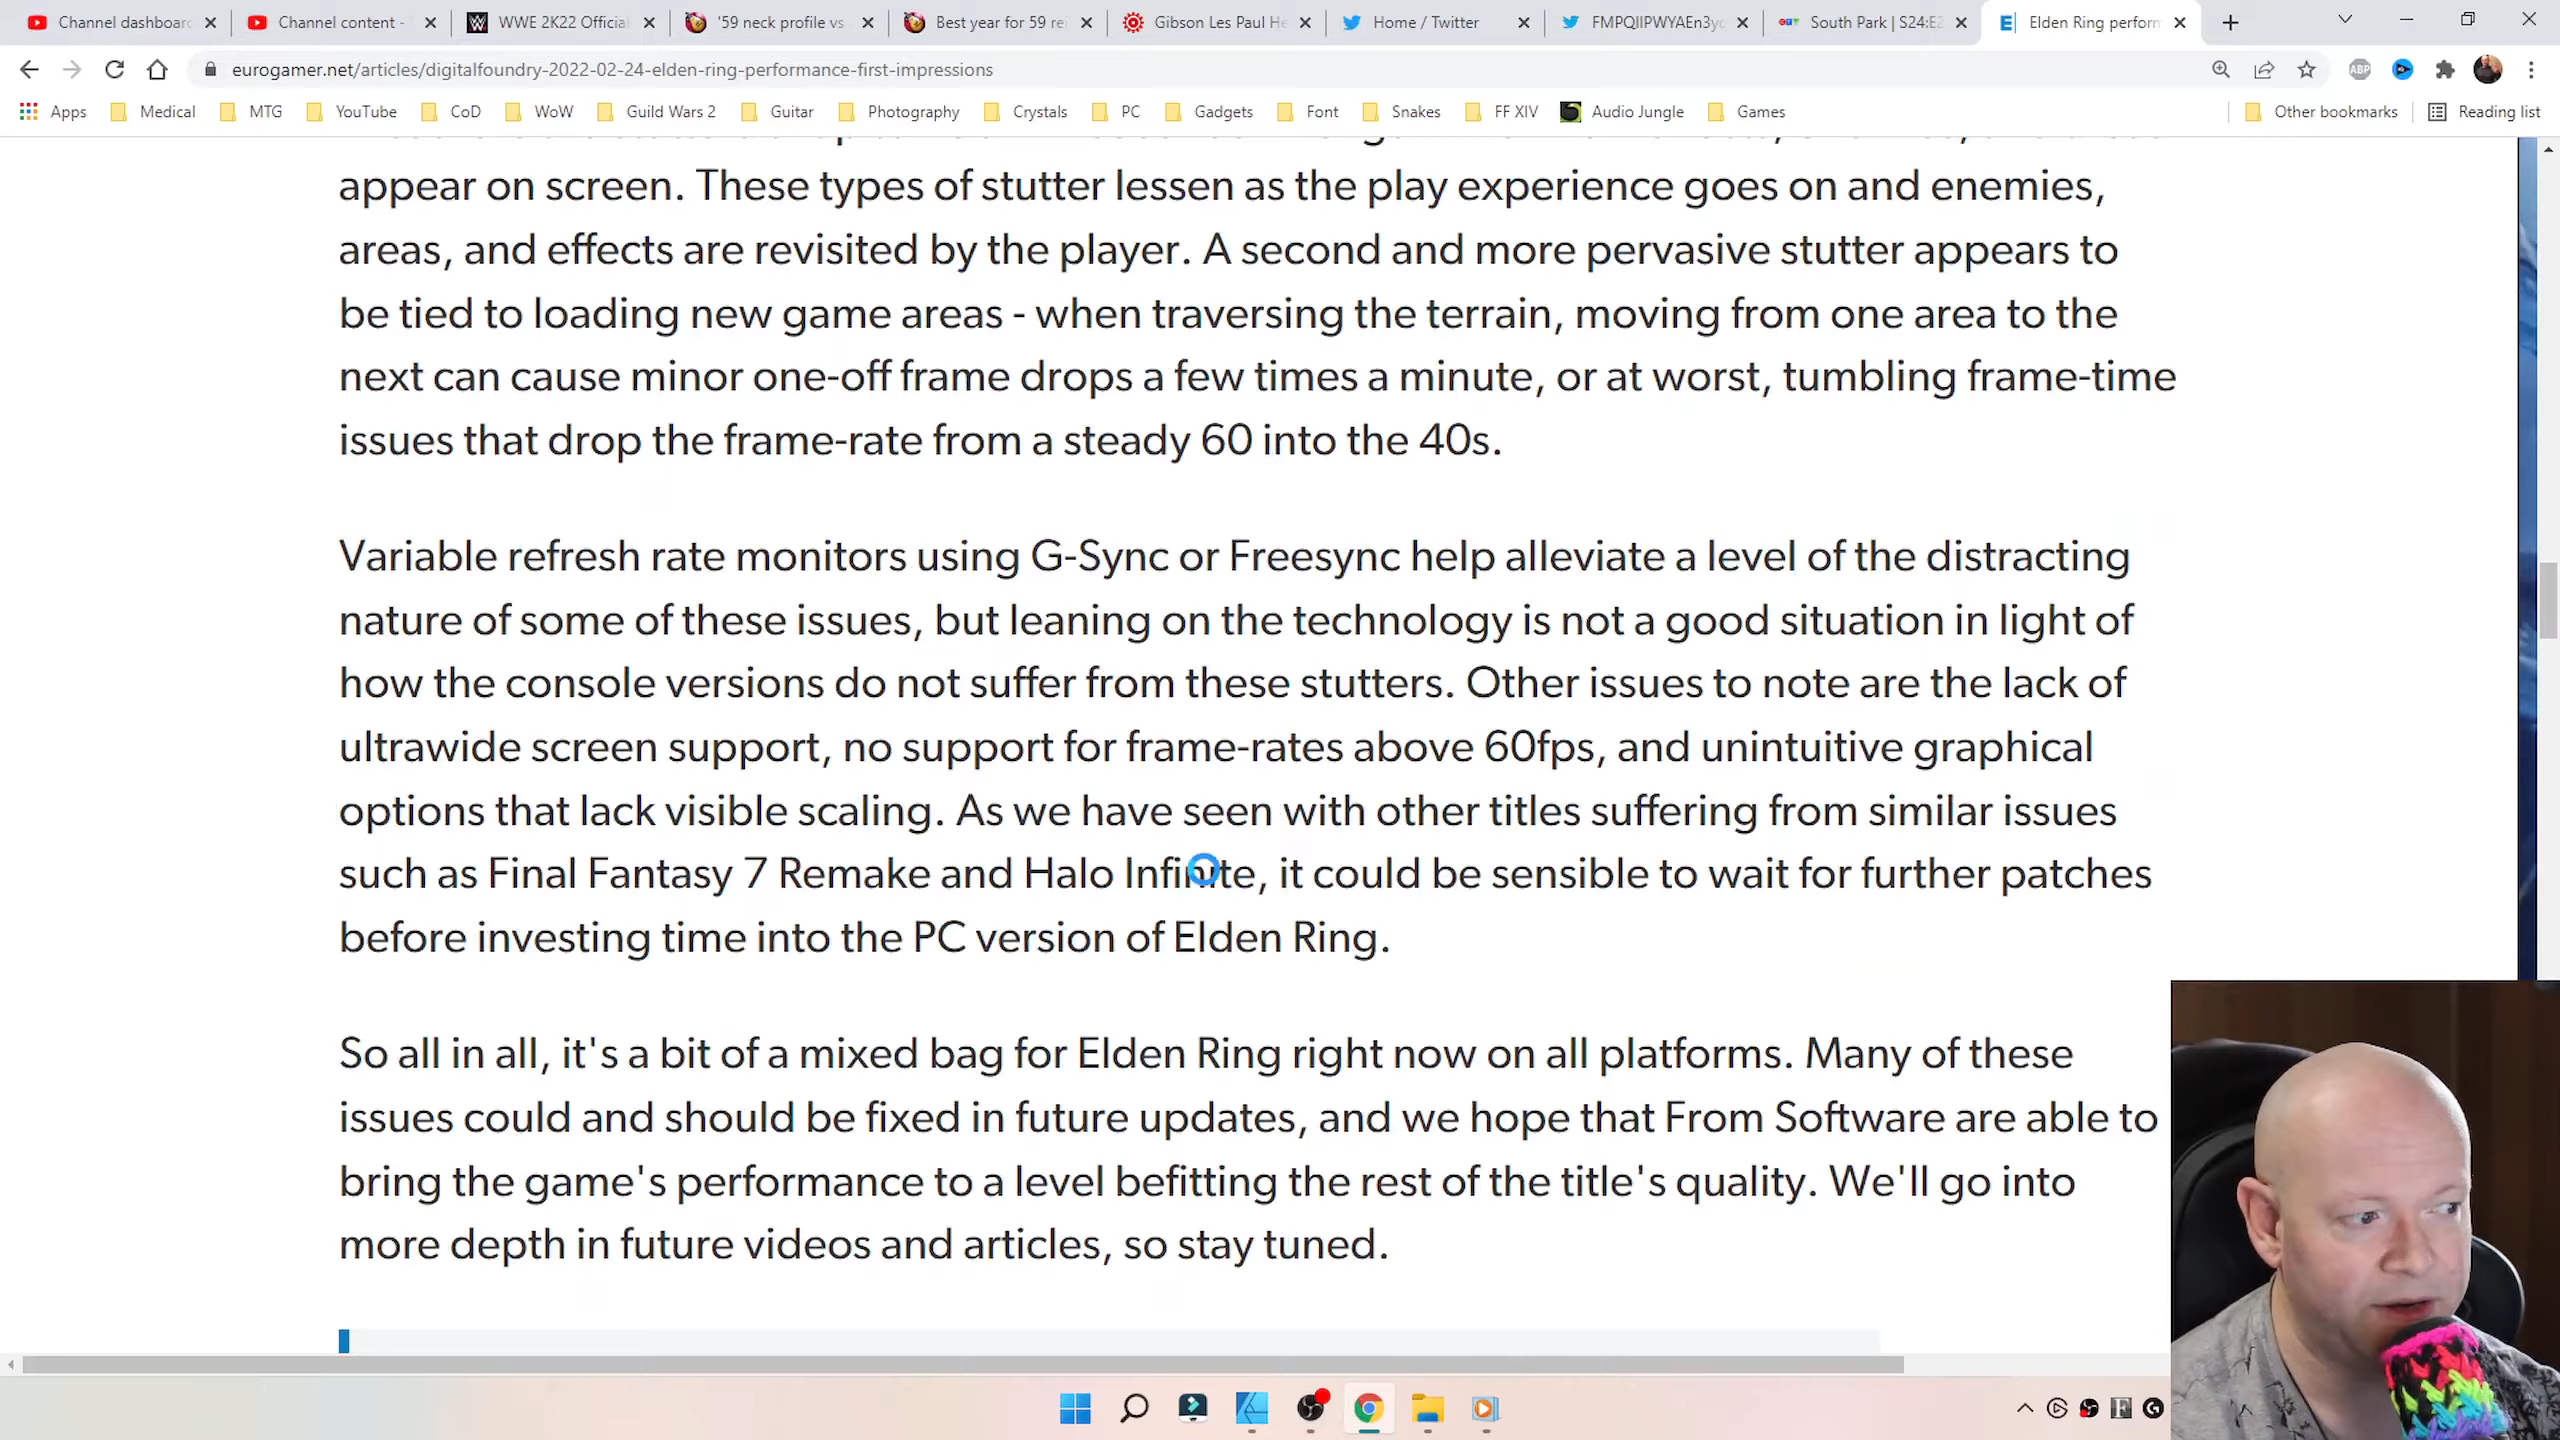 Channel dashboard
Channel content -
WWE 2K22 Official
'59 neck profile vs
Best year for 59 rei
Gibson Les Paul He
Home / Twitter
FMPQIIPWYAEn3yc
South Park | S24:E2
Elden Ring perform
eurogamer.net/articles/digitalfoundry-2022-02-24-elden-ring-performance-first-impressions
ABP
Apps
Medical
MTG
YouTube
CoD
WoW
Guild Wars 2
Guitar
Photography
Crystals
PC
Gadgets
Font
Snakes
FF XIV
Audio Jungle
Games
Other bookmarks
Reading list
appear on screen. These types of stutter lessen as the play experience goes on and enemies,
areas, and effects are revisited by the player. A second and more pervasive stutter appears to
be tied to loading new game areas - when traversing the terrain, moving from one area to the
next can cause minor one-off frame drops a few times a minute, or at worst, tumbling frame-time
issues that drop the frame-rate from a steady 60 into the 40s.
Variable refresh rate monitors using G-Sync or Freesync help alleviate a level of the distracting
nature of some of these issues, but leaning on the technology is not a good situation in light of
how the console versions do not suffer from these stutters. Other issues to note are the lack of
ultrawide screen support, no support for frame-rates above 60fps, and unintuitive graphical
options that lack visible scaling. As we have seen with other titles suffering from similar issues
such as Final Fantasy 7 Remake and Halo Infinite, it could be sensible to wait for further patches
before investing time into the PC version of Elden Ring.
So all in all, it's a bit of a mixed bag for Elden Ring right now on all platforms. Many of these
issues could and should be fixed in future updates, and we hope that From Software are able to
bring the game's performance to a level befitting the rest of the title's quality. We'll go into
more depth in future videos and articles, so stay tuned.